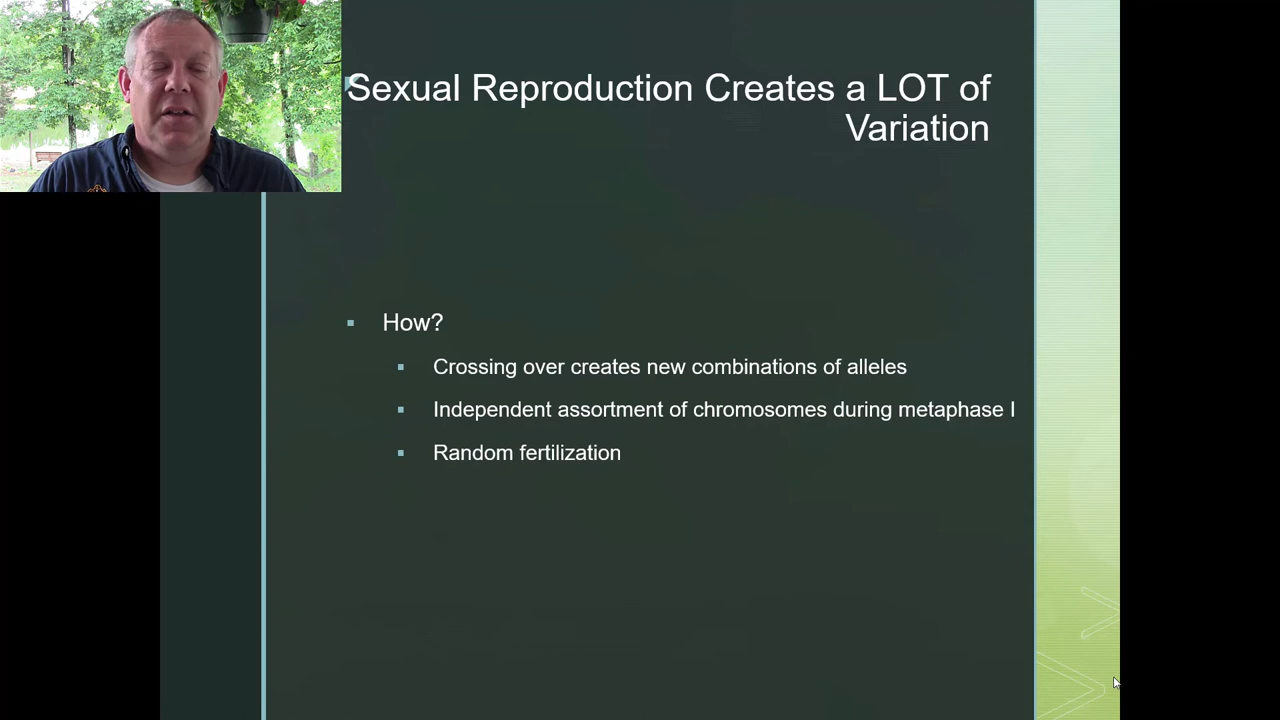 Sexual Reproduction Creates a LOT of
Variation
How?
Crossing over creates new combinations of alleles
Independent assortment of chromosomes during metaphase I
Random fertilization